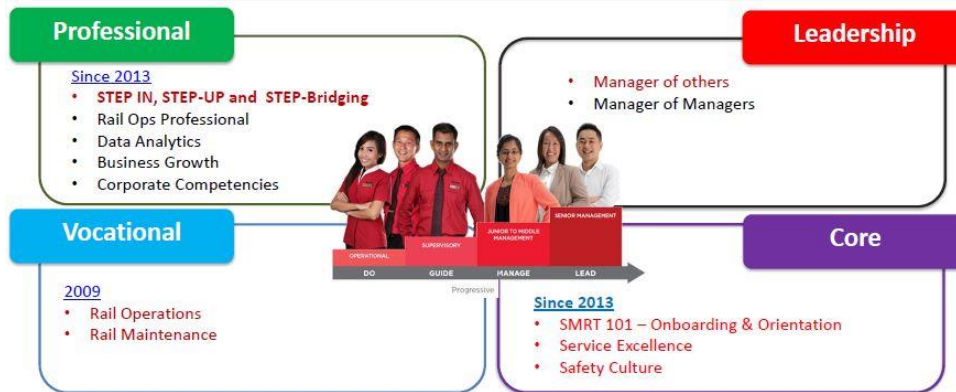 Professional
Since 2013
• STEP IN, STEP-UP and STEP-Bridging
• Rail Ops Professional
• Data Analytics
• Business Growth
• Corporate Competencies
Leadership
• Manager of others
• Manager of Managers
Vocational
2009
• Rail Operations
• Rail Maintenance
OPERATIONAL
SUPERVISORY
JUNIOR TO MIDDLE
MANAGEMENT
SENIOR MANAGEMENT
DO GUIDE MANAGE LEAD
Progressive
Core
Since 2013
• SMRT 101 – Onboarding & Orientation
• Service Excellence
• Safety Culture